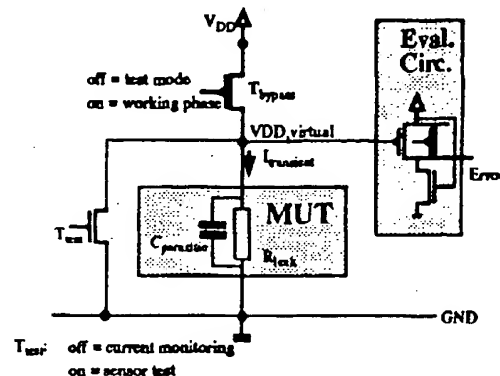 VDD
Eval.
Circ.
off = test mode
on = working phase
Tbypass
VDD,virtual
Itransient
Error
MUT
Ttest
Cparasitic
Rleak
GND
Ttest: off = current monitoring
on = sensor test